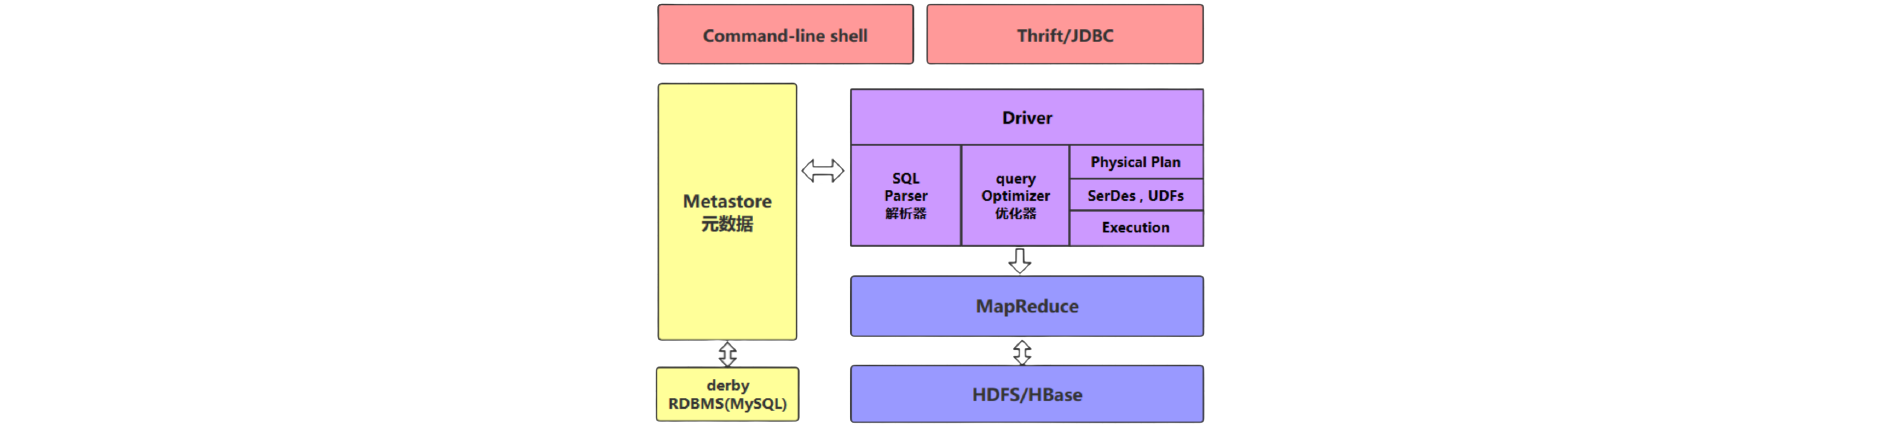 Command-line shell
Thrift/JDBC
Metastore
元数据
Driver
SQL
Parser
解析器
query
Optimizer
优化器
Physical Plan
SerDes , UDFs
Execution
MapReduce
derby
RDBMS(MySQL)
HDFS/HBase